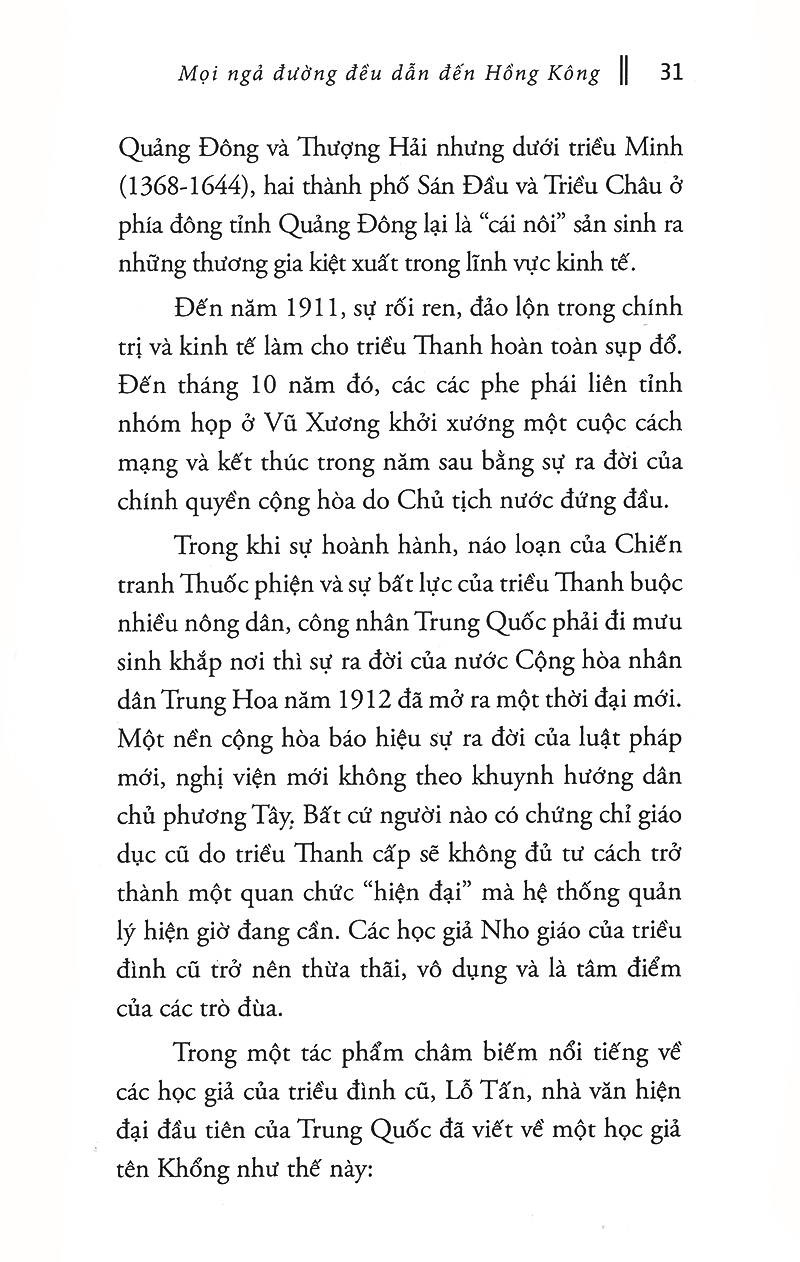 Mọi ngả đường đều dẫn đến Hồng Kông || 31
Quảng Đông và Thượng Hải nhưng dưới triều Minh
(1368-1644), hai thành phố Sán Đầu và Triều Châu ở
phía đông tỉnh Quảng Đông lại là “cái nôi” sản sinh ra
những thương gia kiệt xuất trong lĩnh vực kinh tế.
Đến năm 1911, sự rối ren, đảo lộn trong chính
trị và kinh tế làm cho triều Thanh hoàn toàn sụp đổ.
Đến tháng 10 năm đó, các các phe phái liên tỉnh
nhóm họp ở Vũ Xương khởi xướng một cuộc cách
mạng và kết thúc trong năm sau bằng sự ra đời của
chính quyền cộng hòa do Chủ tịch nước đứng đầu.
Trong khi sự hoành hành, náo loạn của Chiến
tranh Thuốc phiện và sự bất lực của triều Thanh buộc
nhiều nông dân, công nhân Trung Quốc phải đi mưu
sinh khắp nơi thì sự ra đời của nước Cộng hòa nhân
dân Trung Hoa năm 1912 đã mở ra một thời đại mới.
Một nền cộng hòa báo hiệu sự ra đời của luật pháp
mới, nghị viện mới không theo khuynh hướng dân
chủ phương Tây. Bất cứ người nào có chứng chỉ giáo
dục cũ do triều Thanh cấp sẽ không đủ tư cách trở
thành một quan chức “hiện đại” mà hệ thống quản
lý hiện giờ đang cần. Các học giả Nho giáo của triều
đình cũ trở nên thừa thãi, vô dụng và là tâm điểm
của các trò đùa.
Trong một tác phẩm châm biếm nổi tiếng về
các học giả của triều đình cũ, Lỗ Tấn, nhà văn hiện
đại đầu tiên của Trung Quốc đã viết về một học giả
tên Khổng như thế này: